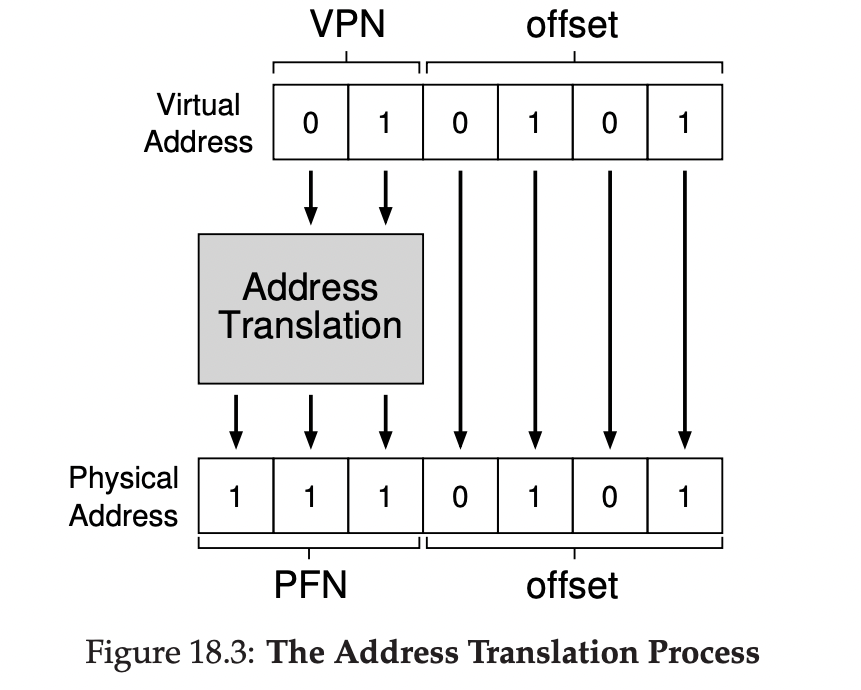 VPN offset
Virtual
Address
0 1 0 1 0 1
Address
Translation
Physical
Address
1 1 1 0 1 0 1
PFN offset
Figure 18.3: The Address Translation Process